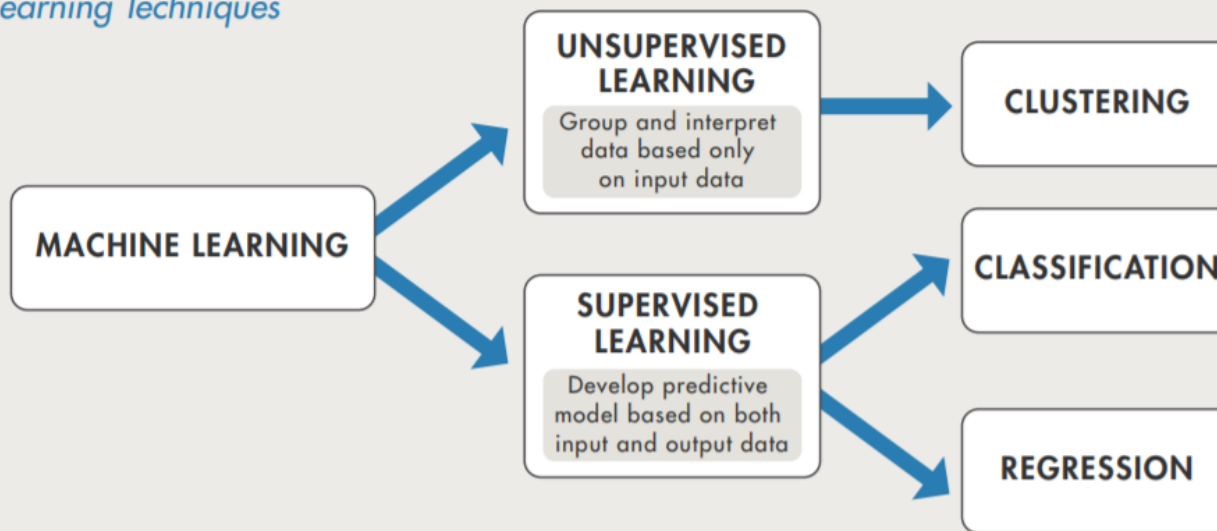 earning Techniques
UNSUPERVISED
LEARNING
Group and interpret
data based only
on input data
CLUSTERING
MACHINE LEARNING
CLASSIFICATION
SUPERVISED
LEARNING
Develop predictive
model based on both
input and output data
REGRESSION